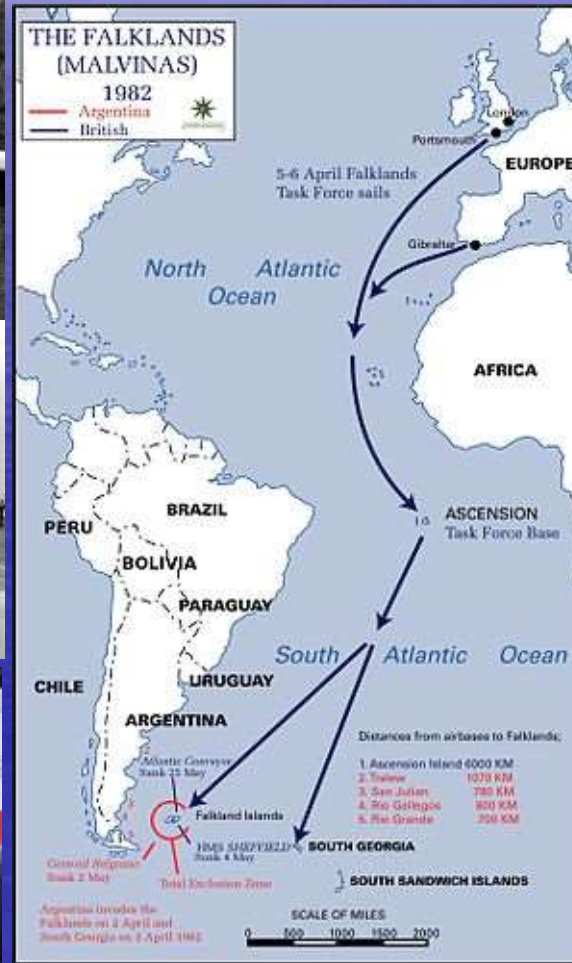 THE FALKLANDS
(MALVINAS)
1982
Argentina
British
London
Portsmouth
EUROPE
5-6 April Falklands
Task Force sails
Gibraltar
North Atlantic
Ocean
AFRICA
ASCENSION
Task Force Base
BRAZIL
PERU
BOLIVIA
PARAGUAY
South Atlantic Ocean
URUGUAY
CHILE
ARGENTINA
Distances from airbases to Falklands;
1. Ascension Island 6000 KM
2. Trelew 1070 KM
3. San Julian 780 KM
4. Rio Gallegos 800 KM
5. Rio Grande 700 KM
Atlantic Conveyor
Sunk 25 May
Falkland Islands
HMS SHEFFIELD
Sunk 4 May
SOUTH GEORGIA
General Belgrano
Sunk 2 May
Total Exclusion Zone
SOUTH SANDWICH ISLANDS
Argentina invades the
Falklands on 2 April and
South Georgia on 3 April 1982
SCALE OF MILES
0 500 1000 1500 2000